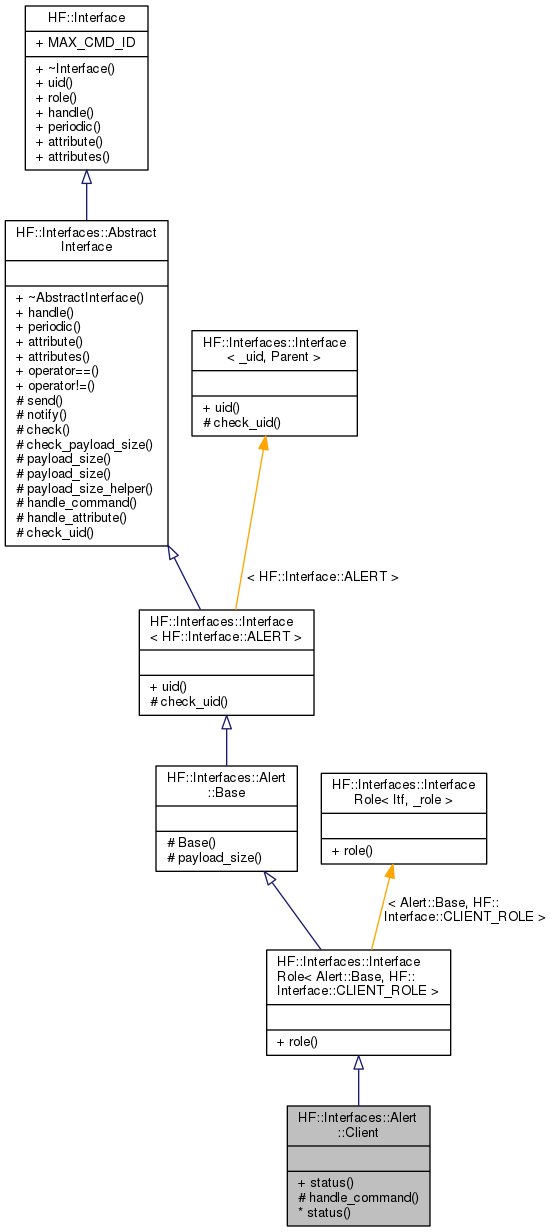 HF::Interface
+ MAX_CMD_ID
+ ~Interface()
+ uid()
+ role()
+ handle()
+ periodic()
+ attribute()
+ attributes()
HF::Interfaces::Abstract
Interface
+ ~AbstractInterface()
+ handle()
+ periodic()
+ attribute()
+ attributes()
+ operator==()
+ operator!=()
# send()
# notify()
# check()
# check_payload_size()
# payload_size()
# payload_size()
# payload_size_helper()
# handle_command()
# handle_attribute()
# check_uid()
HF::Interfaces::Interface
< _uid, Parent >
+ uid()
# check_uid()
< HF::Interface::ALERT >
HF::Interfaces::Interface
< HF::Interface::ALERT >
+ uid()
# check_uid()
HF::Interfaces::Alert
::Base
# Base()
# payload_size()
HF::Interfaces::Interface
Role< Itf, _role >
+ role()
< Alert::Base, HF::
Interface::CLIENT_ROLE >
HF::Interfaces::Interface
Role< Alert::Base, HF::
Interface::CLIENT_ROLE >
+ role()
HF::Interfaces::Alert
::Client
+ status()
# handle_command()
* status()